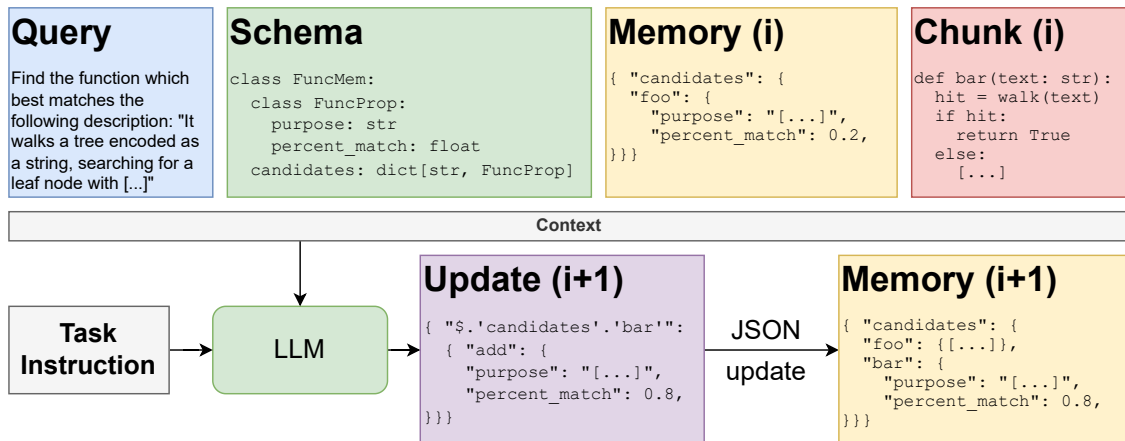 Query
Find the function which
best matches the
following description: "It
walks a tree encoded as
a string, searching for a
leaf node with [...]"
Schema
class FuncMem:
  class FuncProp:
    purpose: str
    percent_match: float
  candidates: dict[str, FuncProp]
Memory (i)
{ "candidates": {
  "foo": {
    "purpose": "[...]",
    "percent_match": 0.2,
}}}
Chunk (i)
def bar(text: str):
  hit = walk(text)
  if hit:
    return True
  else:
    [...]
Context
Task
Instruction
LLM
Update (i+1)
{ "$.'candidates'.'bar'":
  { "add": {
    "purpose": "[...]",
    "percent_match": 0.8,
}}}
JSON
update
Memory (i+1)
{ "candidates": {
  "foo": {[...]},
  "bar": {
    "purpose": "[...]",
    "percent_match": 0.8,
}}}